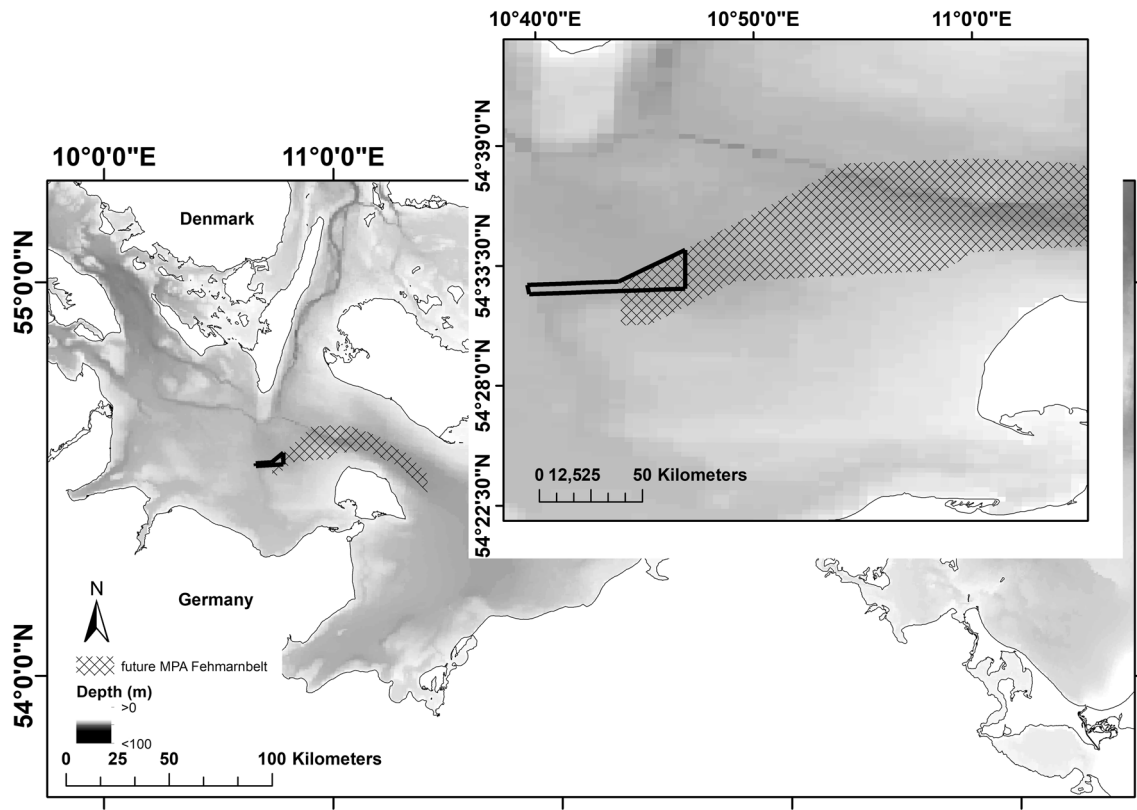 10°40'0"E 10°50'0"E 11°0'0"E
54°39'0"N
54°33'30"N
54°28'0"N
54°22'30"N
0 12,525 50 Kilometers
10°0'0"E 11°0'0"E
55°0'0"N
54°0'0"N
Denmark
Germany
N
future MPA Fehmarnbelt
Depth (m)
>0
<100
0 25 50 100 Kilometers